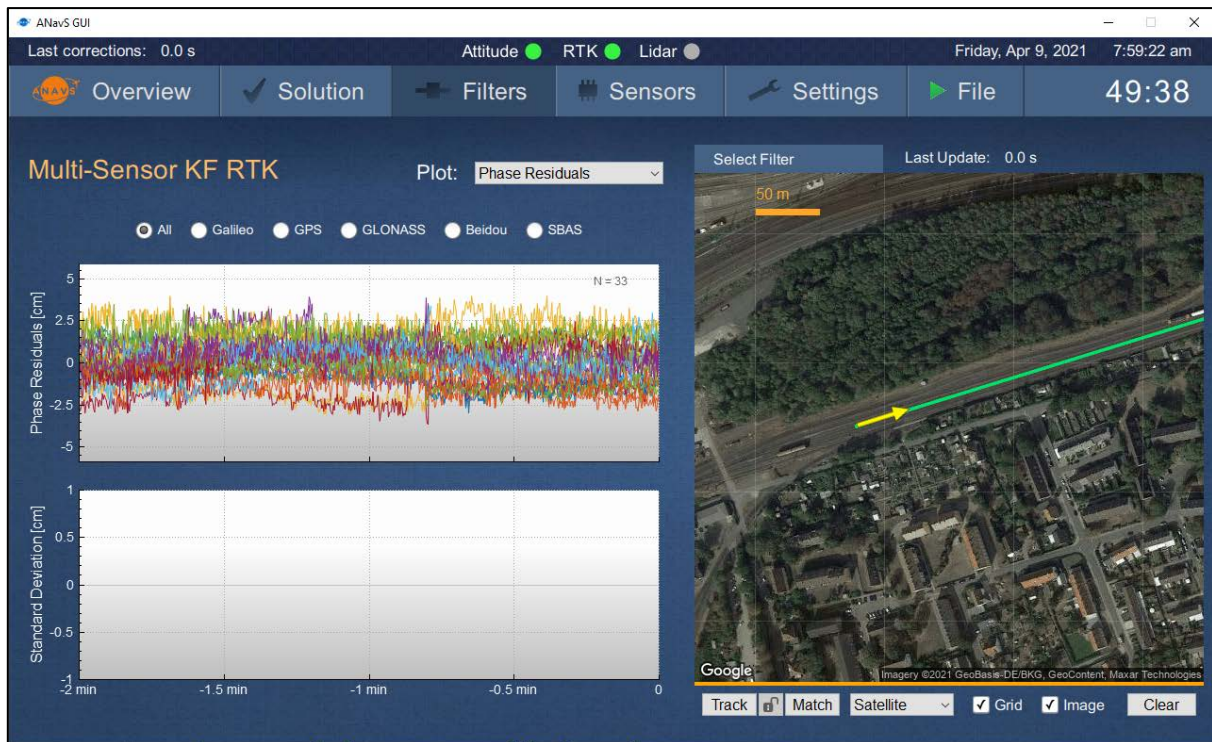 ANavS GUI
Last corrections: 0.0 s
Attitude
RTK
Lidar
Friday, Apr 9, 2021
7:59:22 am
ANAVS
Overview
Solution
Filters
Sensors
Settings
File
49:38
Multi-Sensor KF RTK
Plot:
Phase Residuals
All
Galileo
GPS
GLONASS
Beidou
SBAS
Phase Residuals [cm]
5
2.5
0
-2.5
-5
N = 33
Standard Deviation [cm]
1
0.5
0
-0.5
-1
-2 min
-1.5 min
-1 min
-0.5 min
0
Select Filter
Last Update: 0.0 s
50 m
Google
Imagery ©2021 GeoBasis-DE/BKG, GeoContent, Maxar Technologies
Track
Match
Satellite
Grid
Image
Clear